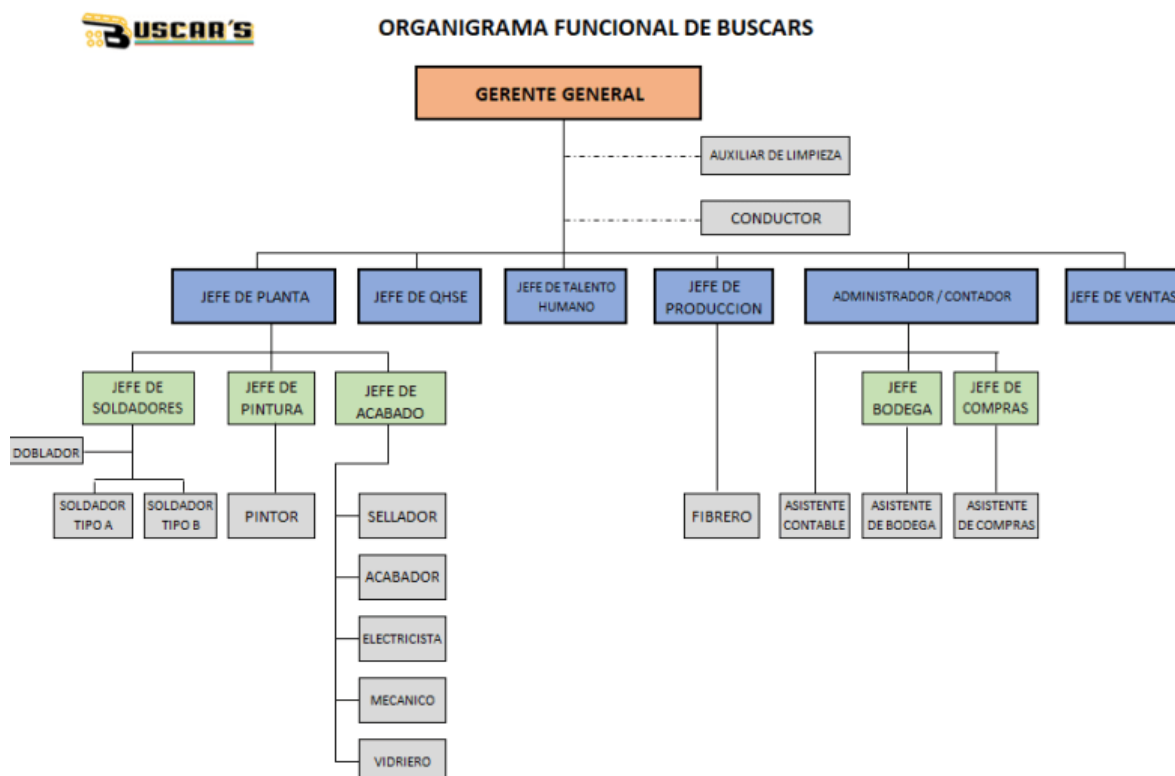 BUSCAR'S
ORGANIGRAMA FUNCIONAL DE BUSCARS
GERENTE GENERAL
AUXILIAR DE LIMPIEZA
CONDUCTOR
JEFE DE PLANTA
JEFE DE QHSE
JEFE DE TALENTO
HUMANO
JEFE DE
PRODUCCION
ADMINISTRADOR / CONTADOR
JEFE DE VENTAS
JEFE DE
SOLDADORES
JEFE DE
PINTURA
JEFE DE
ACABADO
JEFE
BODEGA
JEFE DE
COMPRAS
DOBLADOR
SOLDADOR
TIPO A
SOLDADOR
TIPO B
PINTOR
SELLADOR
FIBRERO
ASISTENTE
CONTABLE
ASISTENTE
DE BODEGA
ASISTENTE
DE COMPRAS
ACABADOR
ELECTRICISTA
MECANICO
VIDRIERO